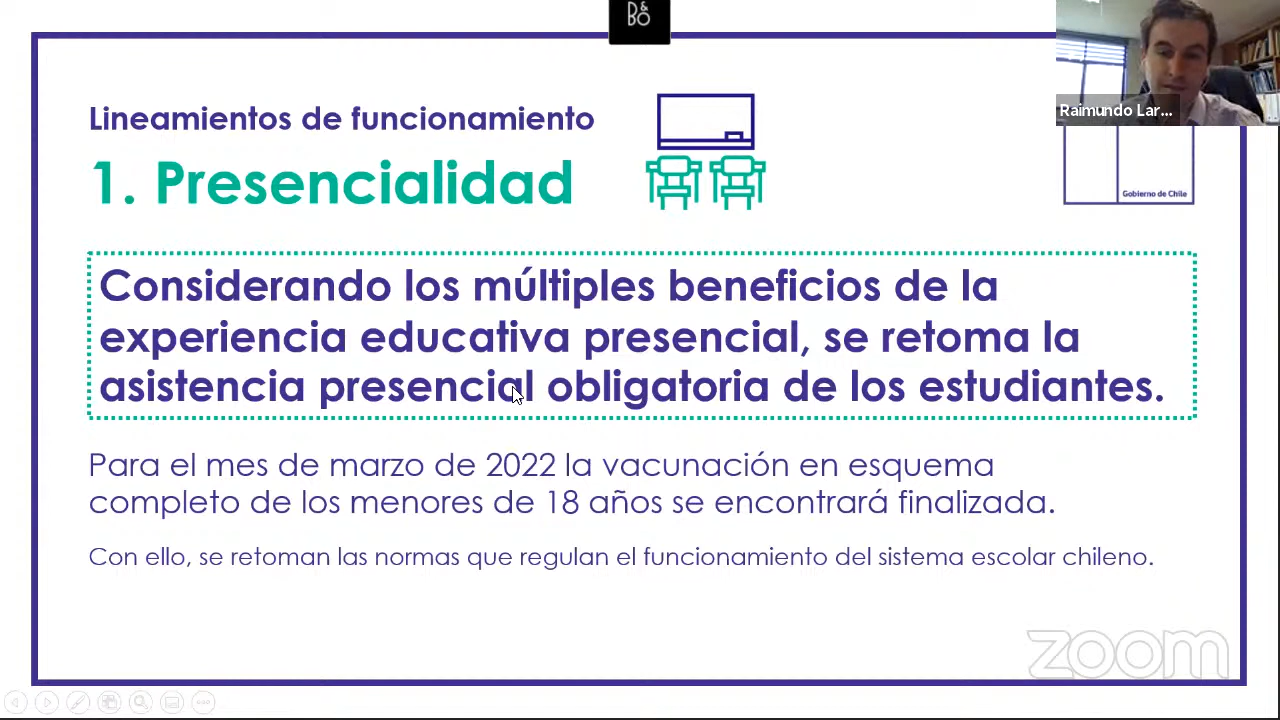 B&O
Raimundo Lar...
Lineamientos de funcionamiento
1. Presencialidad
Gobierno de Chile
Considerando los múltiples beneficios de la
experiencia educativa presencial, se retoma la
asistencia presencial obligatoria de los estudiantes.
Para el mes de marzo de 2022 la vacunación en esquema
completo de los menores de 18 años se encontrará finalizada.
Con ello, se retoman las normas que regulan el funcionamiento del sistema escolar chileno.
zoom